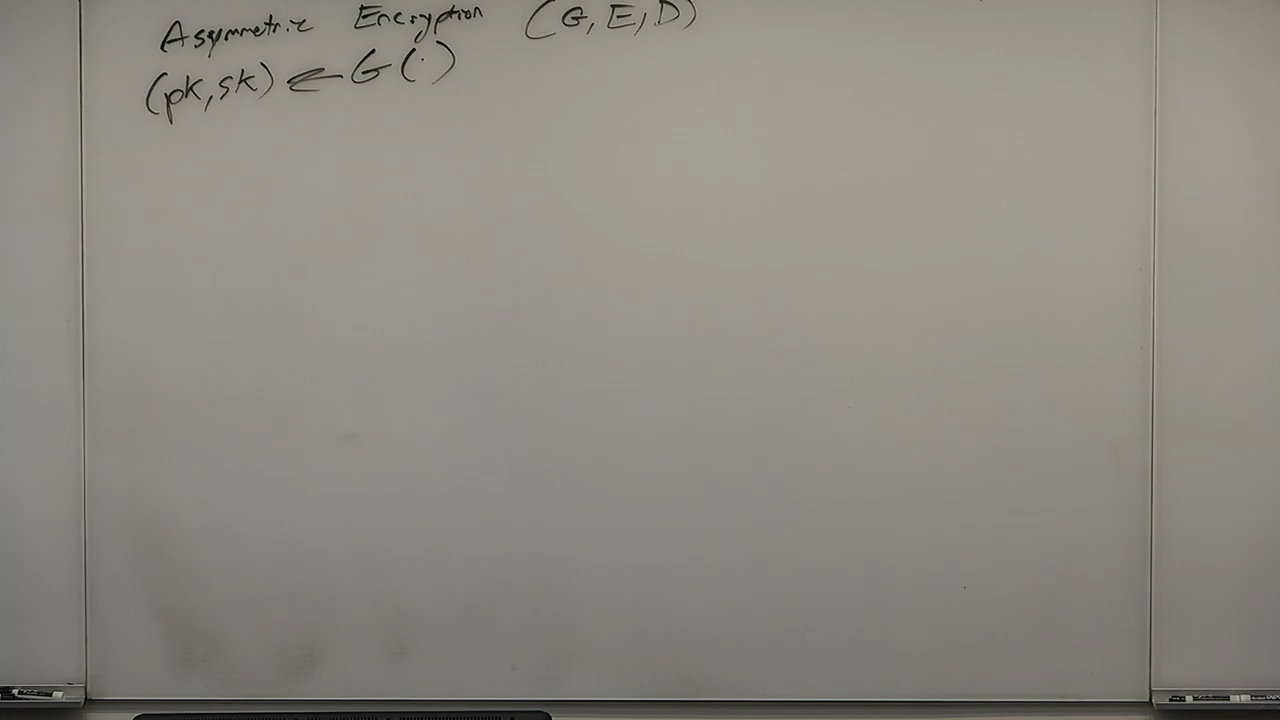 Asymmetric Encryption (G, E, D)
(pk, sk) ← G(·)